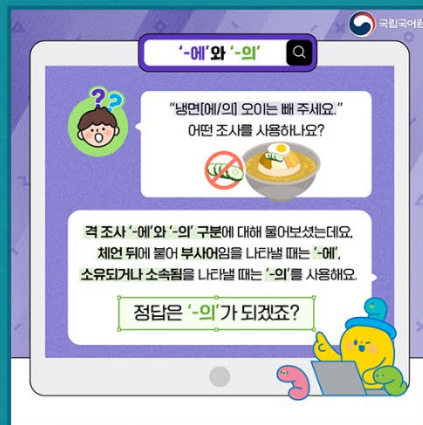 국립국어원
'-에'와 '-의'
??
"냉면[에/의] 오이는 빼 주세요."
어떤 조사를 사용하나요?
격 조사 '-에'와 '-의' 구분에 대해 물어보셨는데요,
체언 뒤에 붙어 부사어임을 나타낼 때는 '-에',
소유되거나 소속됨을 나타낼 때는 '-의'를 사용해요.
정답은 '-의'가 되겠죠?